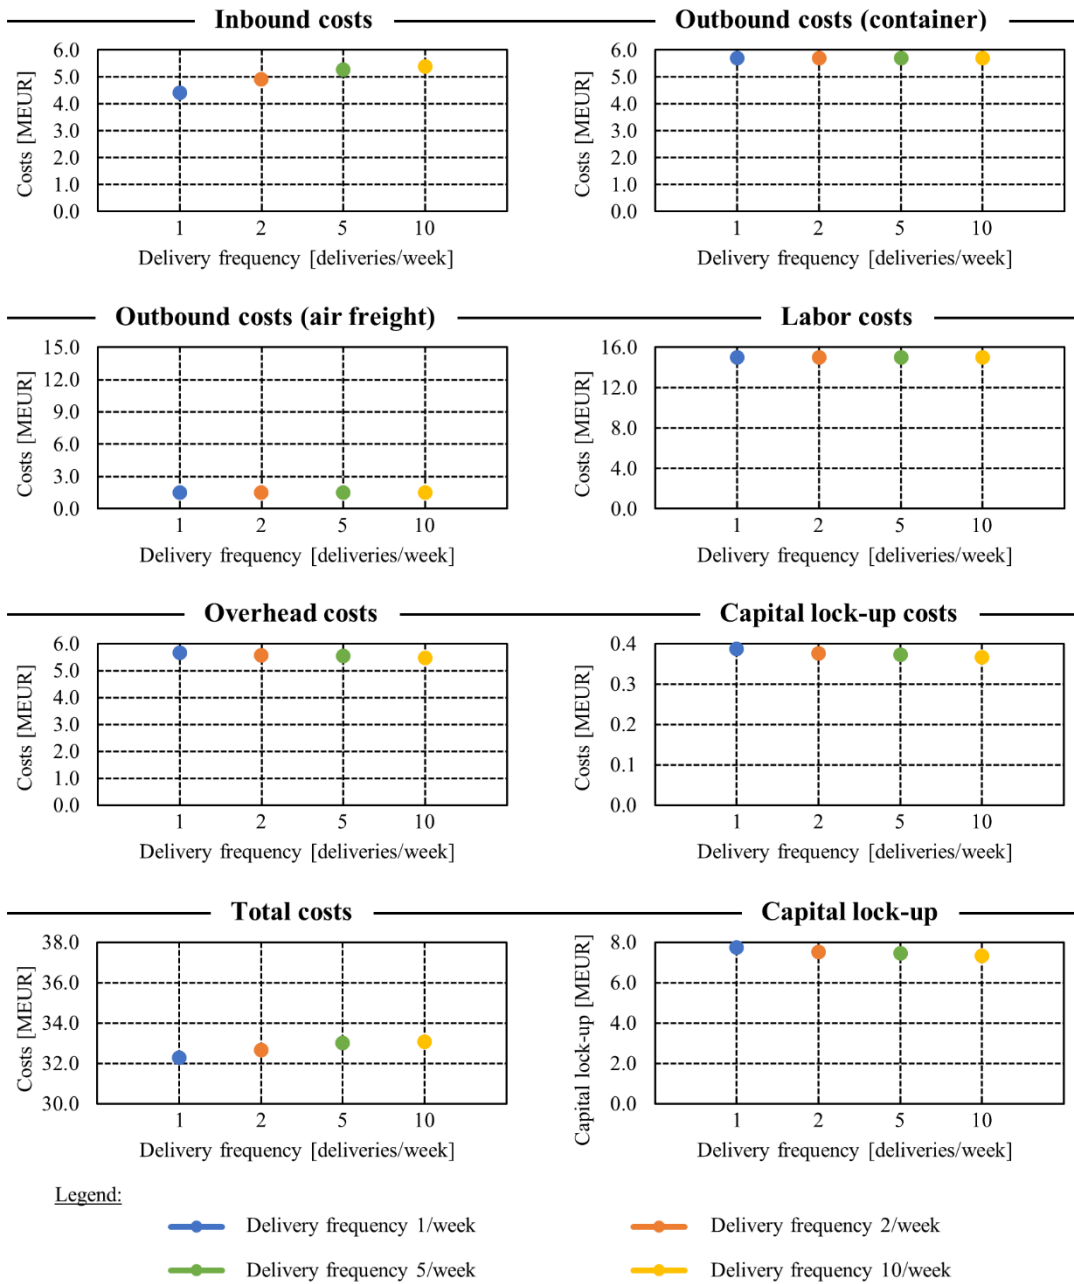 Inbound costs
Costs [MEUR]
6.0
5.0
4.0
3.0
2.0
1.0
0.0
1 2 5 10
Delivery frequency [deliveries/week]
Outbound costs (container)
Costs [MEUR]
6.0
5.0
4.0
3.0
2.0
1.0
0.0
1 2 5 10
Delivery frequency [deliveries/week]
Outbound costs (air freight)
Costs [MEUR]
15.0
12.0
9.0
6.0
3.0
0.0
1 2 5 10
Delivery frequency [deliveries/week]
Labor costs
Costs [MEUR]
16.0
12.0
8.0
4.0
0.0
1 2 5 10
Delivery frequency [deliveries/week]
Overhead costs
Costs [MEUR]
6.0
5.0
4.0
3.0
2.0
1.0
0.0
1 2 5 10
Delivery frequency [deliveries/week]
Capital lock-up costs
Costs [MEUR]
0.4
0.3
0.2
0.1
0.0
1 2 5 10
Delivery frequency [deliveries/week]
Total costs
Costs [MEUR]
38.0
36.0
34.0
32.0
30.0
1 2 5 10
Delivery frequency [deliveries/week]
Capital lock-up
Capital lock-up [MEUR]
8.0
6.0
4.0
2.0
0.0
1 2 5 10
Delivery frequency [deliveries/week]
Legend:
Delivery frequency 1/week
Delivery frequency 2/week
Delivery frequency 5/week
Delivery frequency 10/week